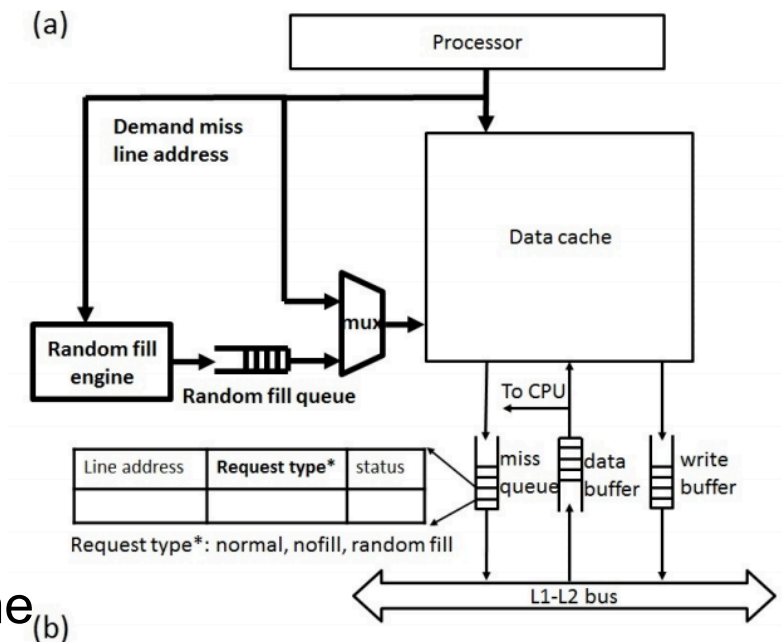 (a)
Processor
Demand miss
line address
Data cache
mux
Random fill
engine
Random fill queue
To CPU
Line address Request type* status
miss
queue
data
buffer
write
buffer
Request type*: normal, nofill, random fill
L1-L2 bus
(b)